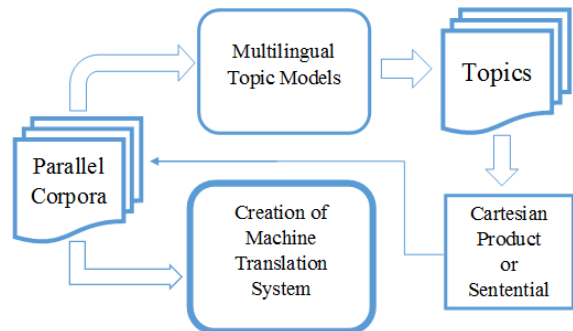 Multilingual
Topic Models
Topics
Parallel
Corpora
Creation of
Machine
Translation
System
Cartesian
Product
or
Sentential